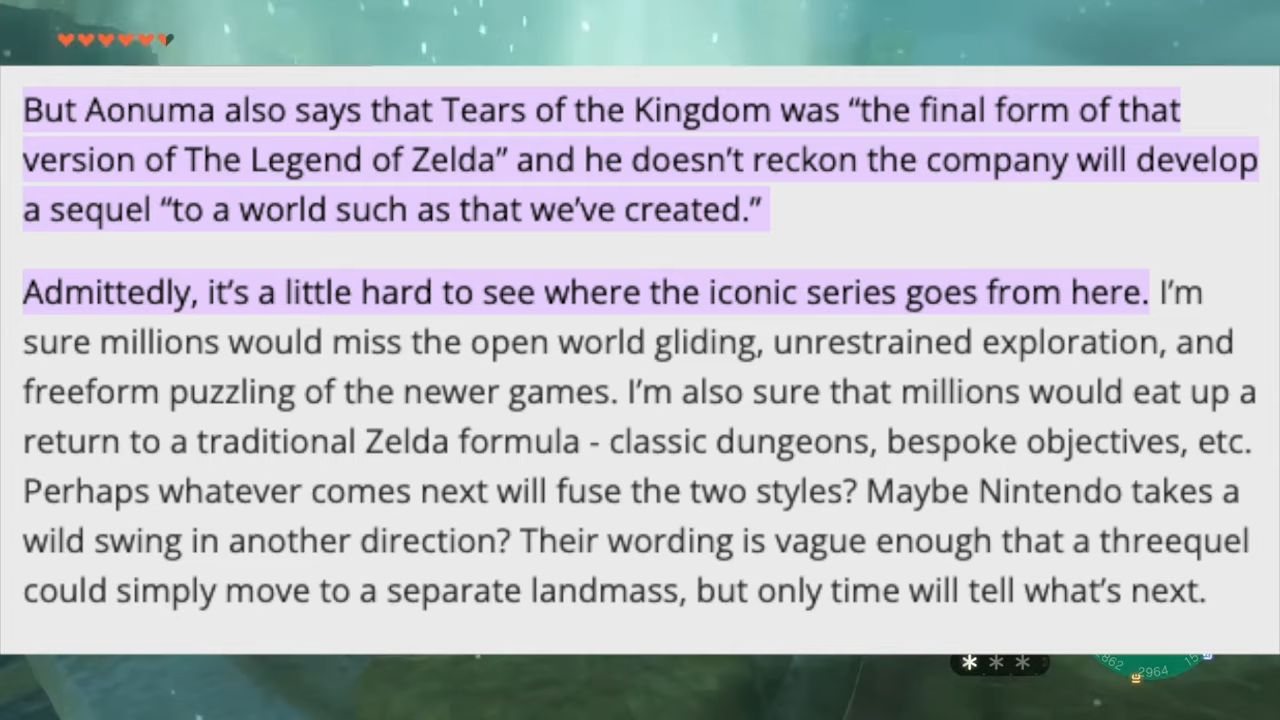 But Aonuma also says that Tears of the Kingdom was “the final form of that
version of The Legend of Zelda” and he doesn’t reckon the company will develop
a sequel “to a world such as that we’ve created.”
Admittedly, it’s a little hard to see where the iconic series goes from here. I’m
sure millions would miss the open world gliding, unrestrained exploration, and
freeform puzzling of the newer games. I’m also sure that millions would eat up a
return to a traditional Zelda formula - classic dungeons, bespoke objectives, etc.
Perhaps whatever comes next will fuse the two styles? Maybe Nintendo takes a
wild swing in another direction? Their wording is vague enough that a threequel
could simply move to a separate landmass, but only time will tell what’s next.
2964